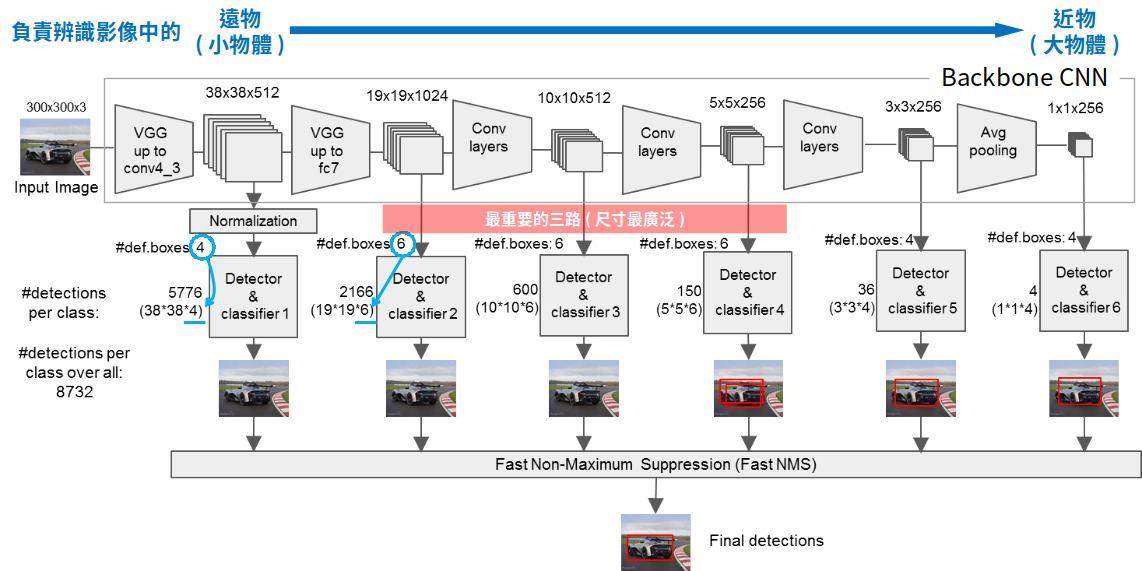 負責辨識影像中的
遠物
( 小物體 )
近物
( 大物體 )
Backbone CNN
300x300x3
38x38x512
19x19x1024
10x10x512
5x5x256
3x3x256
1x1x256
VGG
up to
conv4_3
VGG
up to
fc7
Conv
layers
Conv
layers
Conv
layers
Avg
pooling
Input Image
Normalization
最重要的三路 ( 尺寸最廣泛 )
#def.boxes: 4
#def.boxes: 6
#def.boxes: 6
#def.boxes: 6
#def.boxes: 4
#def.boxes: 4
#detections
per class:
5776
(38*38*4)
Detector
&
classifier 1
2166
(19*19*6)
Detector
&
classifier 2
600
(10*10*6)
Detector
&
classifier 3
150
(5*5*6)
Detector
&
classifier 4
36
(3*3*4)
Detector
&
classifier 5
4
(1*1*4)
Detector
&
classifier 6
#detections per
class over all:
8732
Fast Non-Maximum Suppression (Fast NMS)
Final detections